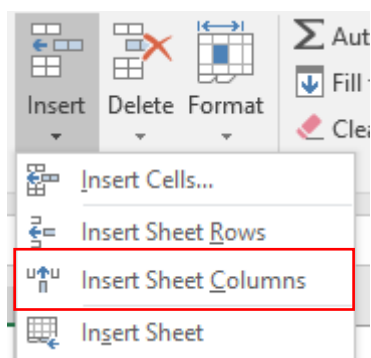 Aut
Fill
Insert Delete Format
Clea
Insert Cells...
Insert Sheet Rows
Insert Sheet Columns
Insert Sheet